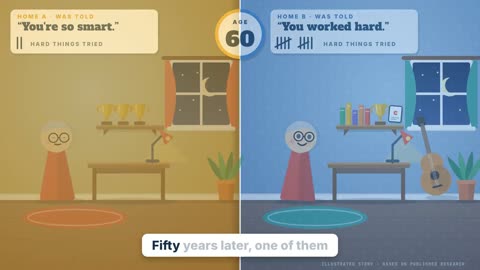 HOME A · WAS TOLD
“You're so smart.”
HARD THINGS TRIED
AGE
60
HOME B · WAS TOLD
“You worked hard.”
HARD THINGS TRIED
C
Fifty years later, one of them
ILLUSTRATED STORY · BASED ON PUBLISHED RESEARCH